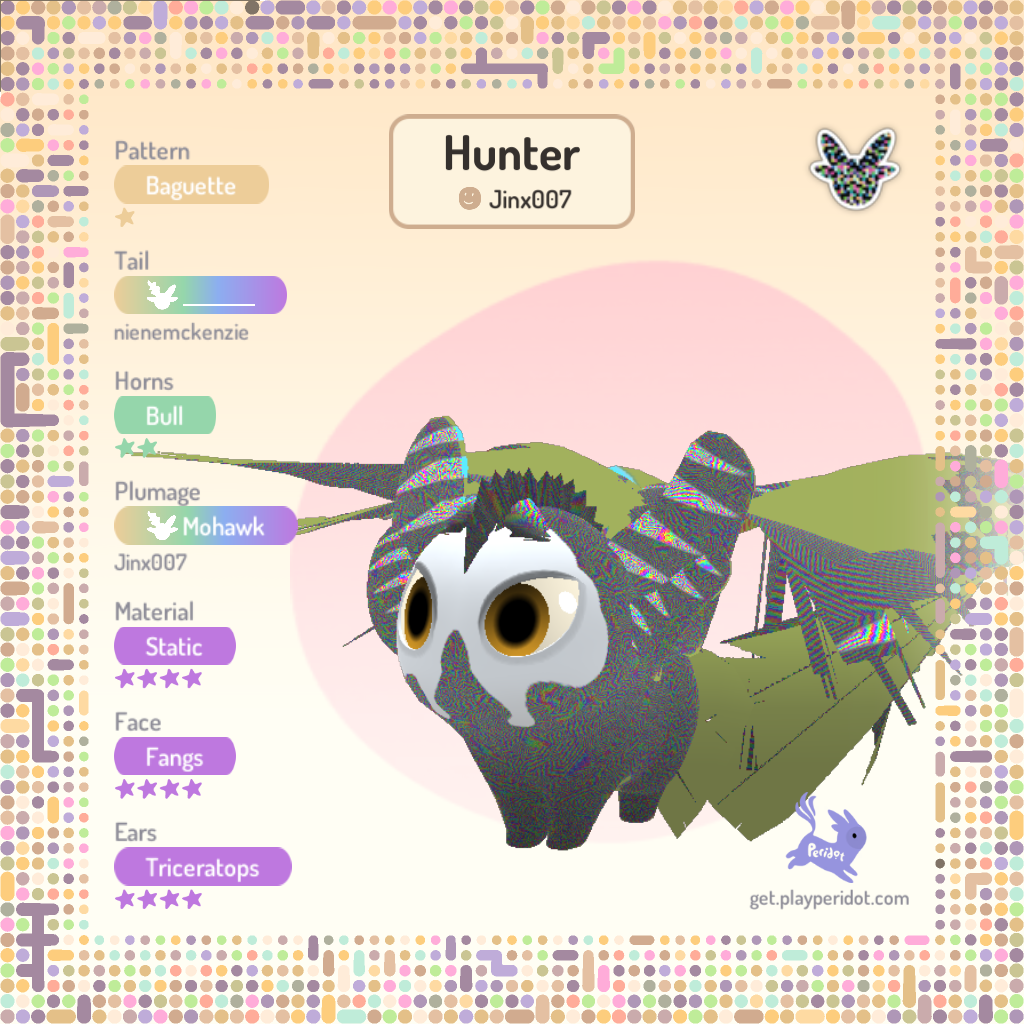 Hunter
Jinx007
Pattern
Baguette
Tail
nienemckenzie
Horns
Bull
Plumage
Mohawk
Jinx007
Material
Static
Face
Fangs
Ears
Triceratops
Peridot
get.playperidot.com